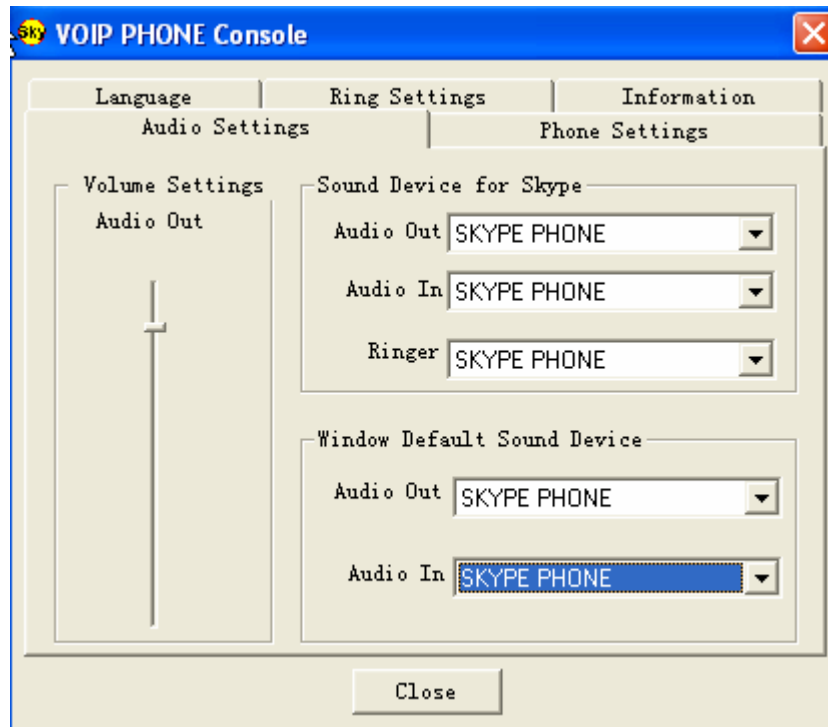 Sky VOIP PHONE Console
Language Ring Settings Information
Audio Settings Phone Settings
Volume Settings
Audio Out
Sound Device for Skype
Audio Out SKYPE PHONE
Audio In SKYPE PHONE
Ringer SKYPE PHONE
Window Default Sound Device
Audio Out SKYPE PHONE
Audio In SKYPE PHONE
Close